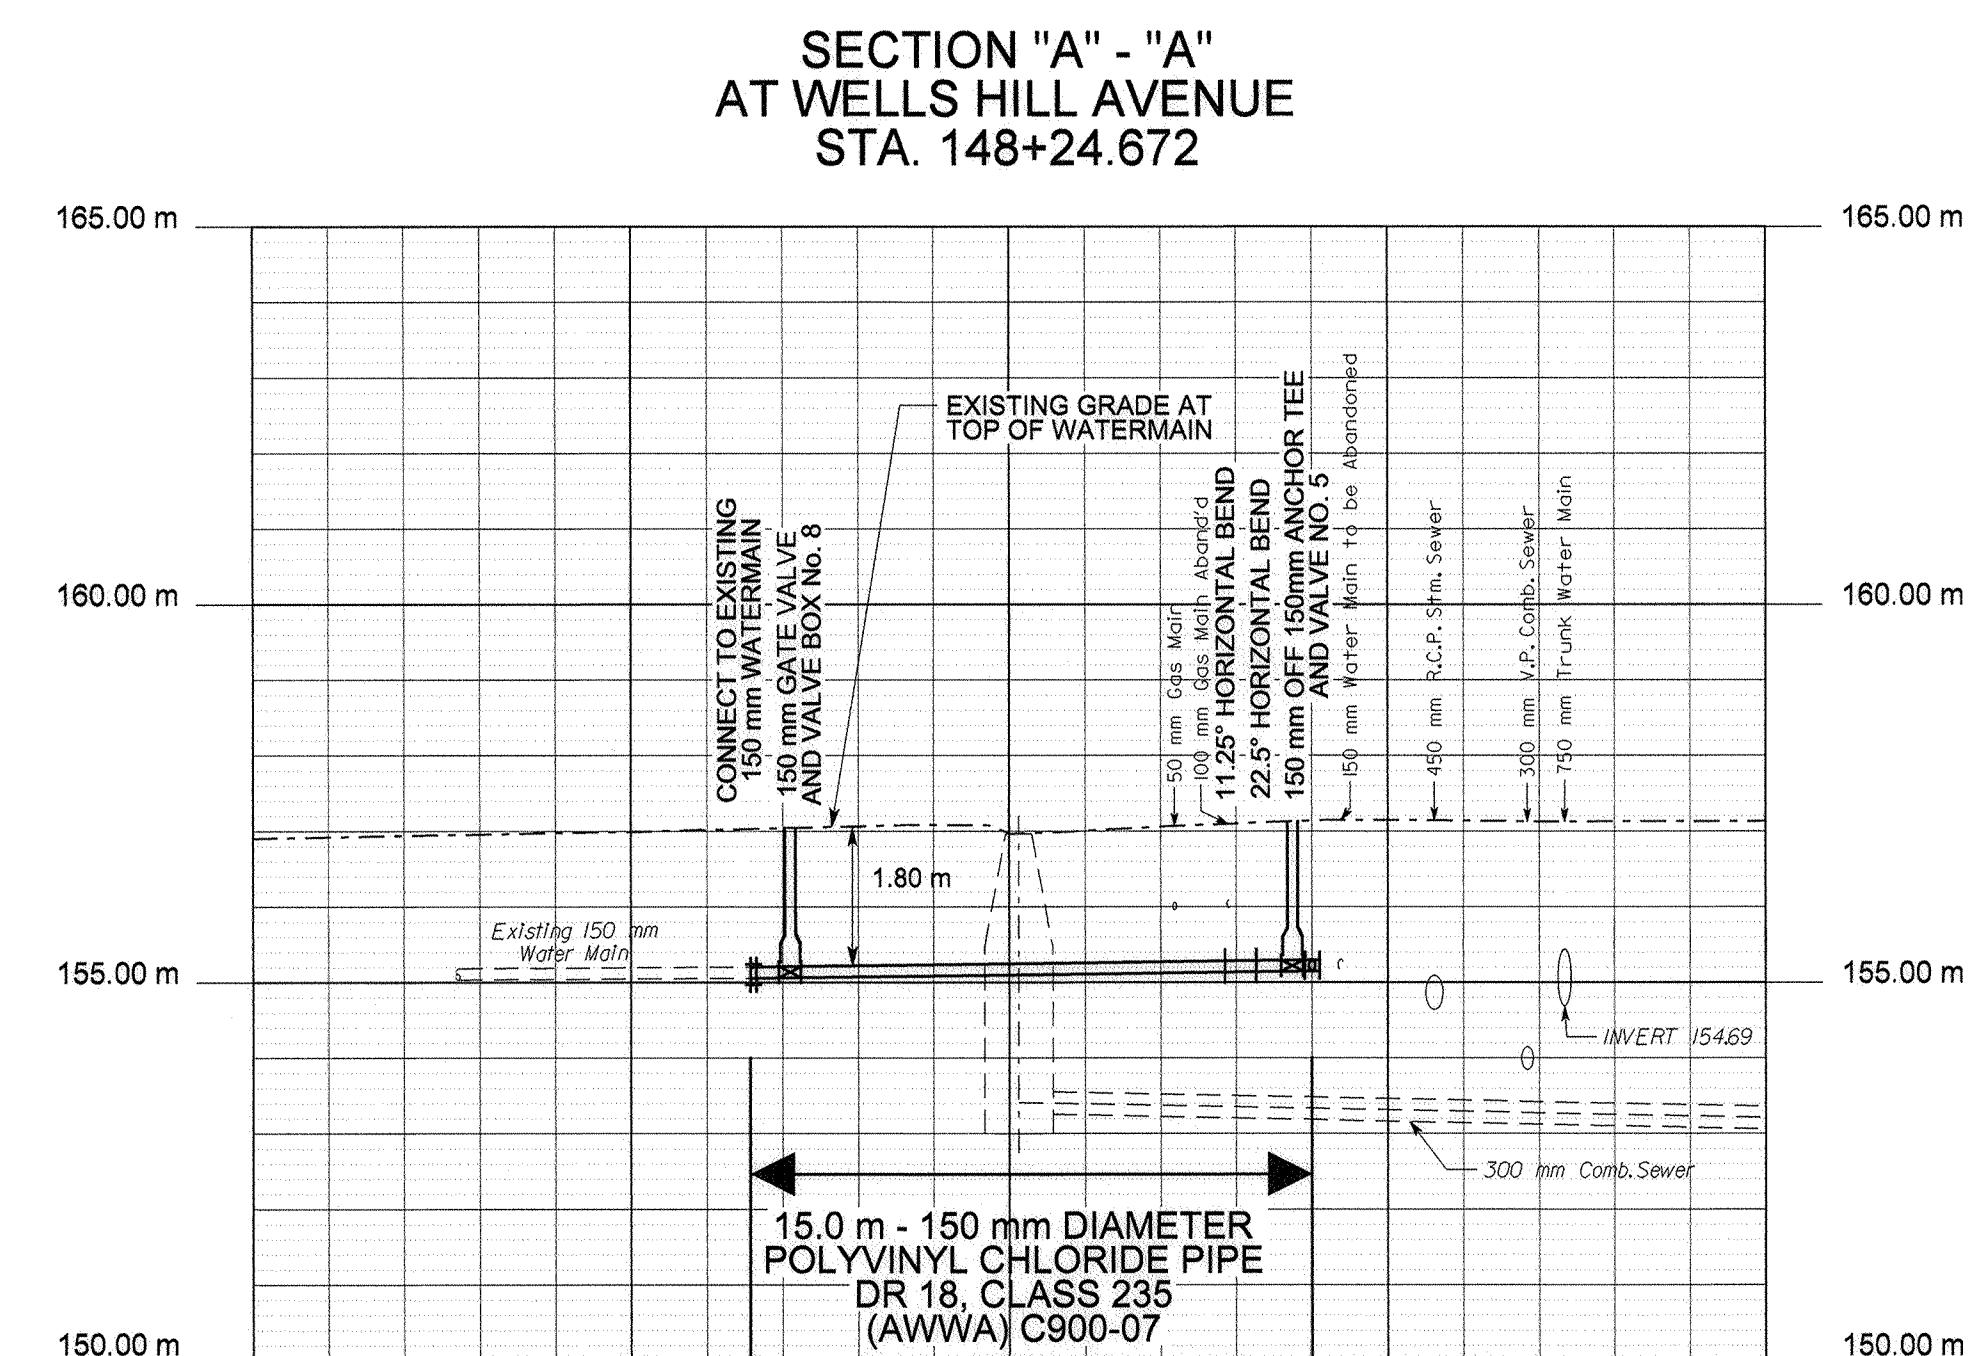 SECTION "A" - "A"
AT WELLS HILL AVENUE
STA. 148+24.672
165.00 m
165.00 m
EXISTING GRADE AT
TOP OF WATERMAIN
CONNECT TO EXISTING
150 mm WATERMAIN
150 mm GATE VALVE
AND VALVE BOX No. 8
50 mm Gas Main
100 mm Gas Main Aband'd
11.25° HORIZONTAL BEND
22.5° HORIZONTAL BEND
150 mm OFF 150mm ANCHOR TEE
AND VALVE NO. 5
150 mm Water Main to be Abandoned
450 mm R.C.P. Stm. Sewer
300 mm V.P. Comb. Sewer
750 mm Trunk Water Main
160.00 m
160.00 m
1.80 m
Existing 150 mm
Water Main
155.00 m
155.00 m
INVERT 154.69
300 mm Comb. Sewer
15.0 m - 150 mm DIAMETER
POLYVINYL CHLORIDE PIPE
DR 18, CLASS 235
(AWWA) C900-07
150.00 m
150.00 m